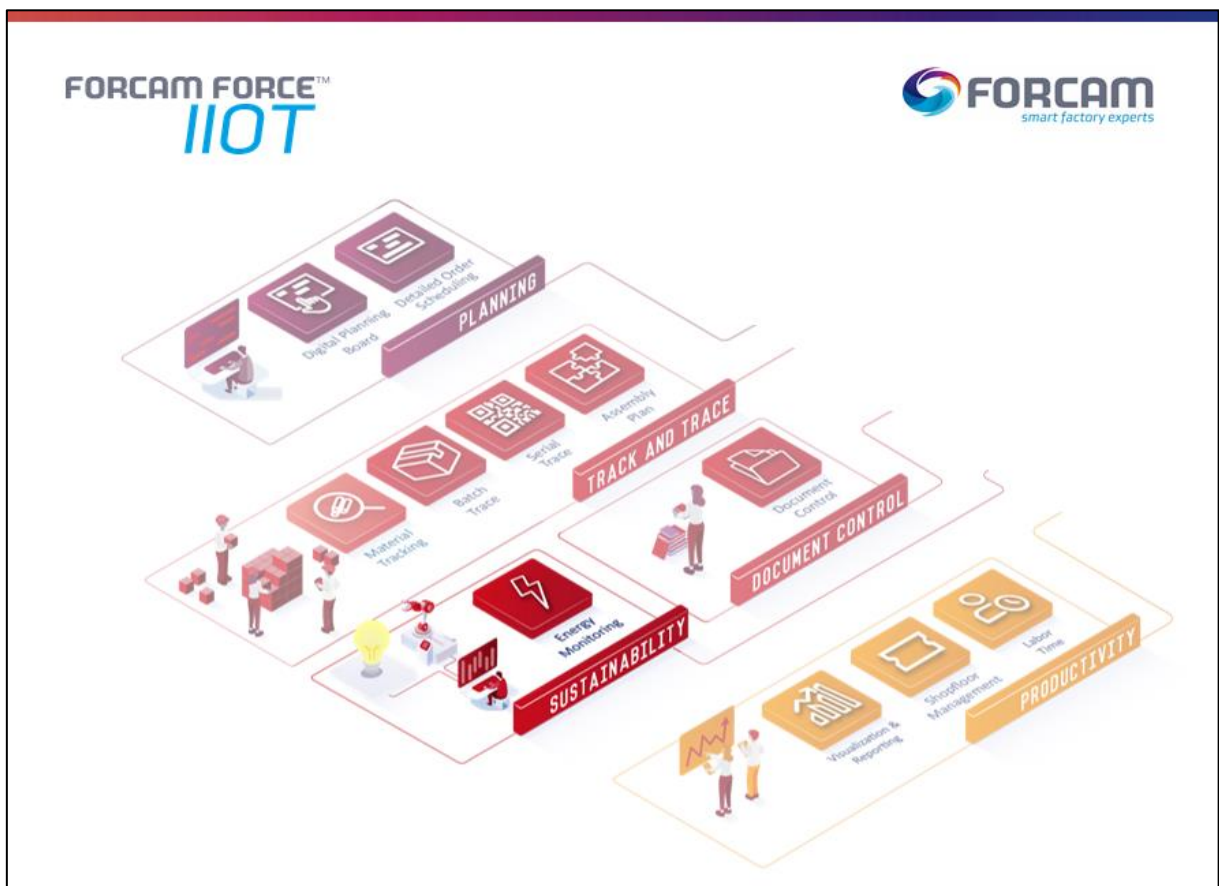 FORCAM FORCE™
IIOT
FORCAM
smart factory experts
Detailed Order
Scheduling
Digital Planning
Board
PLANNING
Assembly
Plan
Serial
Trace
Batch
Trace
Material
Tracking
TRACK AND TRACE
Document
Control
DOCUMENT CONTROL
Energy
Monitoring
SUSTAINABILITY
Labor
Time
Shopfloor
Management
Visualization &
Reporting
PRODUCTIVITY